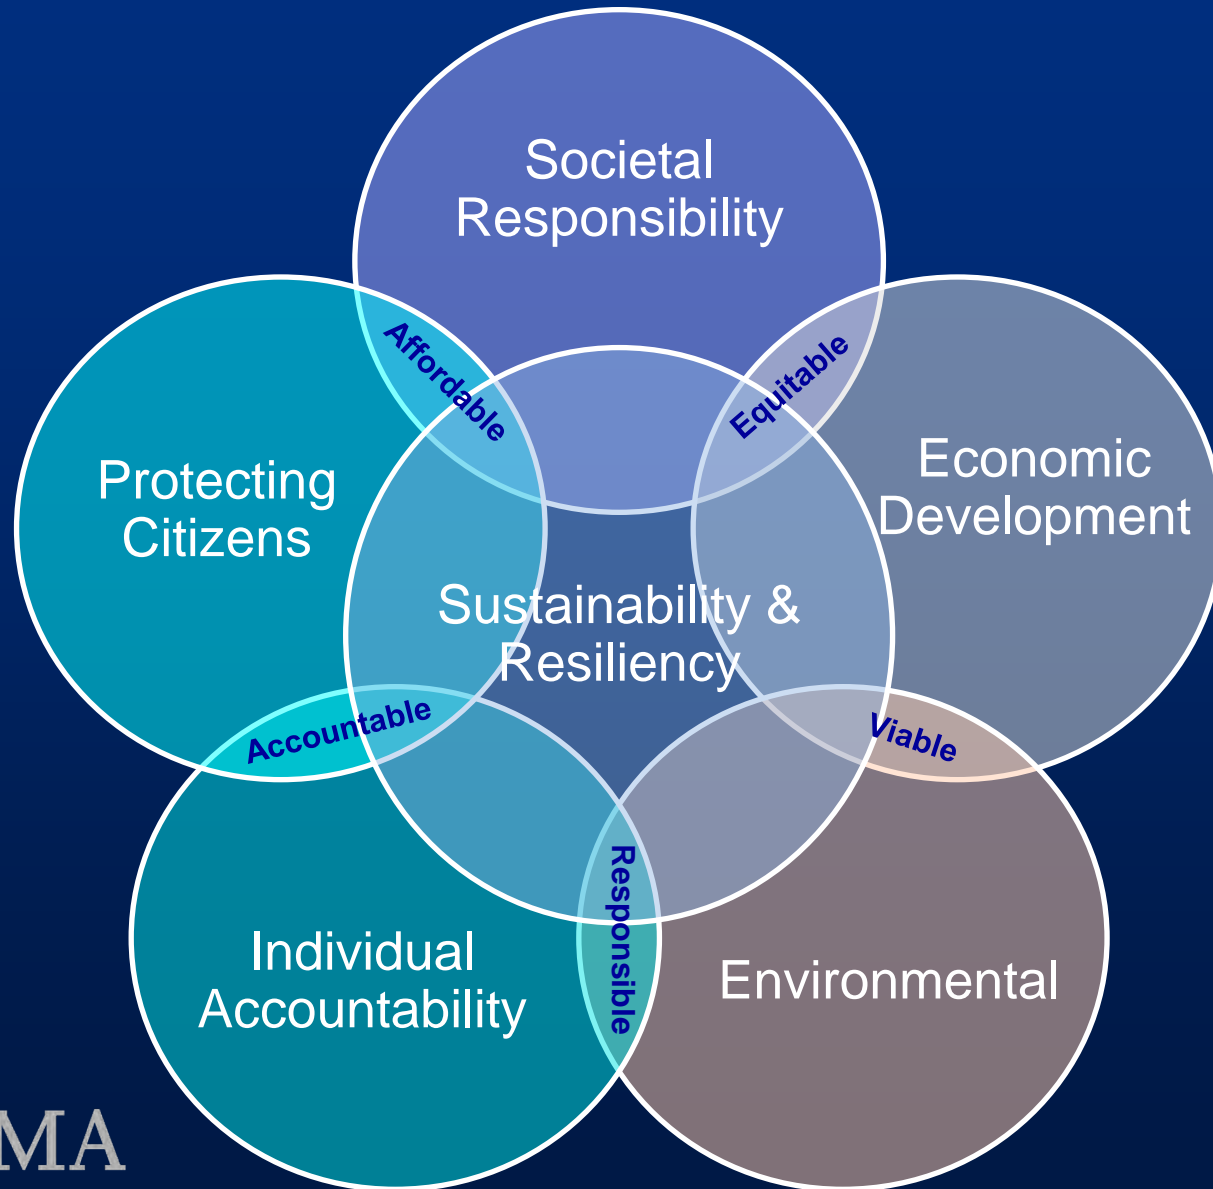 Societal
Responsibility
Affordable
Equitable
Protecting
Citizens
Economic
Development
Sustainability &
Resiliency
Accountable
Viable
Responsible
Individual
Accountability
Environmental
MA